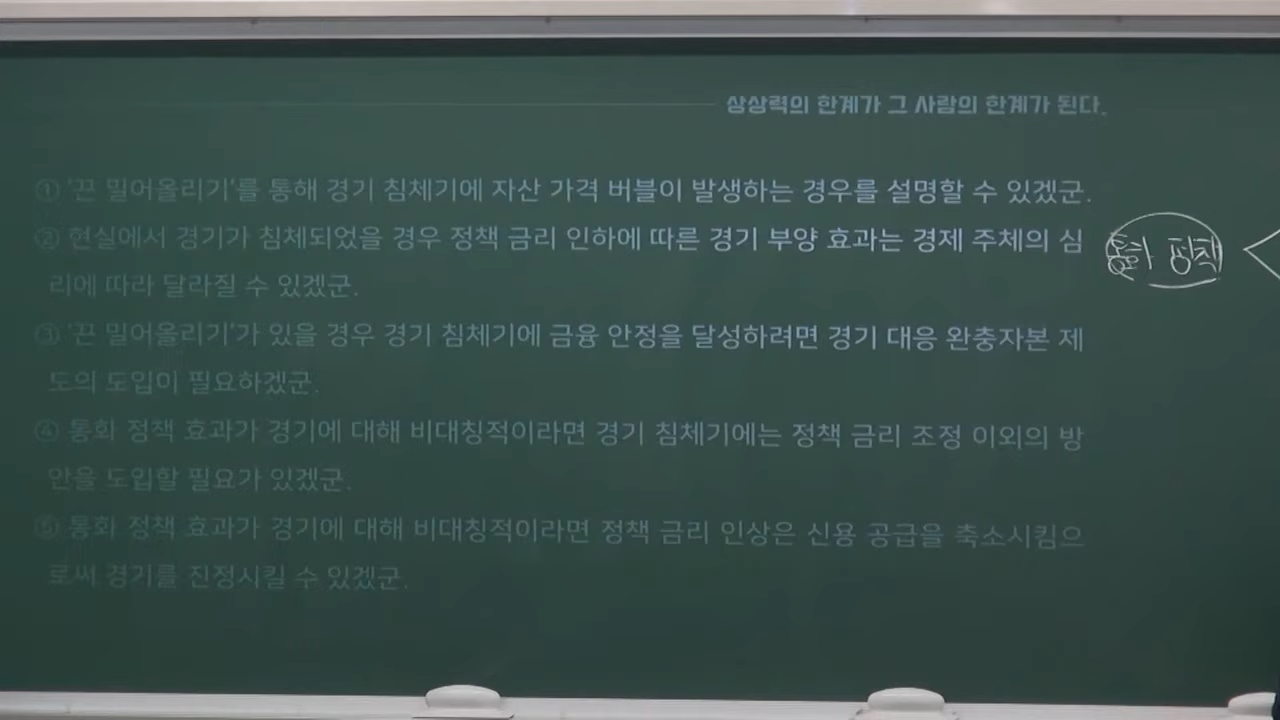 상상력의 한계가 그 사람의 한계가 된다.
① '끈 밀어올리기'를 통해 경기 침체기에 자산 가격 버블이 발생하는 경우를 설명할 수 있겠군.
② 현실에서 경기가 침체되었을 경우 정책 금리 인하에 따른 경기 부양 효과는 경제 주체의 심
리에 따라 달라질 수 있겠군.
통화 정책
③ '끈 밀어올리기'가 있을 경우 경기 침체기에 금융 안정을 달성하려면 경기 대응 완충자본 제
도의 도입이 필요하겠군.
④ 통화 정책 효과가 경기에 대해 비대칭적이라면 경기 침체기에는 정책 금리 조정 이외의 방
안을 도입할 필요가 있겠군.
⑤ 통화 정책 효과가 경기에 대해 비대칭적이라면 정책 금리 인상은 신용 공급을 축소시킴으
로써 경기를 진정시킬 수 있겠군.